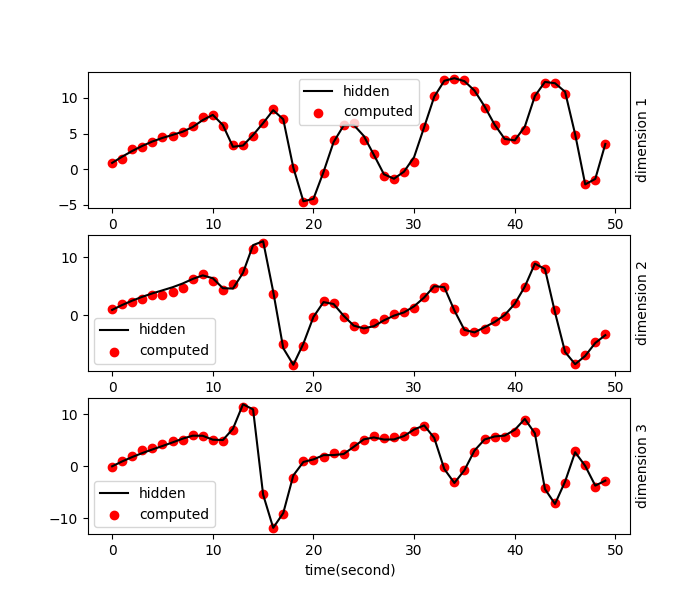 10
5
0
−5
hidden
computed
dimension 1
0 10 20 30 40 50
10
0
hidden
computed
dimension 2
0 10 20 30 40 50
10
0
−10
hidden
computed
dimension 3
0 10 20 30 40 50
time(second)